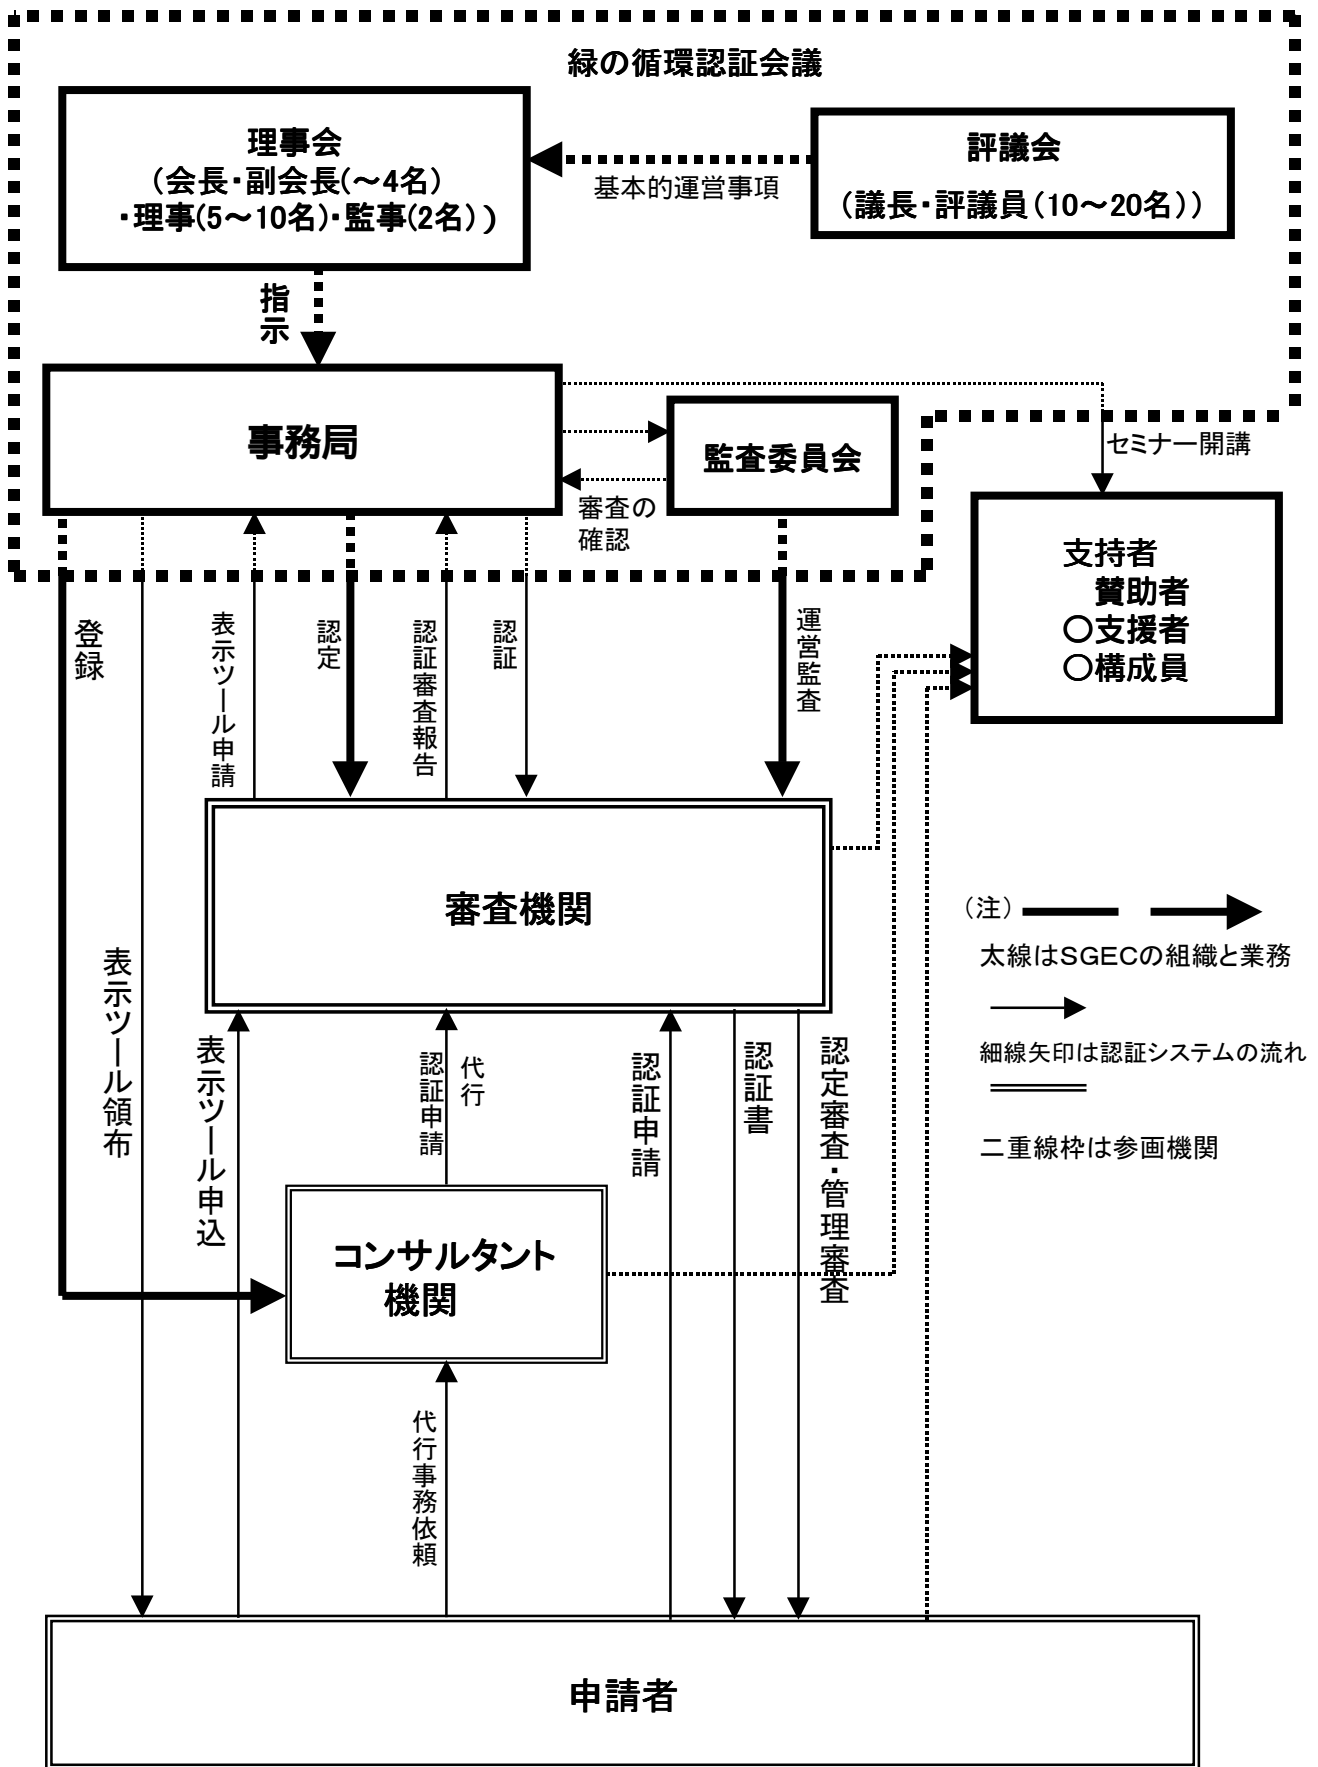 緑の循環認証会議
理事会
(会長・副会長(～4名)
・理事(5～10名)・監事(2名))
評議会
(議長・評議員(10～20名))
基本的運営事項
指示
事務局
監査委員会
審査の
確認
セミナー開講
支持者
賛助者
○支援者
○構成員
登録
表示ツール申請
認定
認証審査報告
認証
運営監査
審査機関
(注)
太線はSGECの組織と業務
細線矢印は認証システムの流れ
二重線枠は参画機関
表示ツール領布
表示ツール申込
認証申請
代行
認証申請
認証書
認定審査・管理審査
コンサルタント
機関
代行事務依頼
申請者